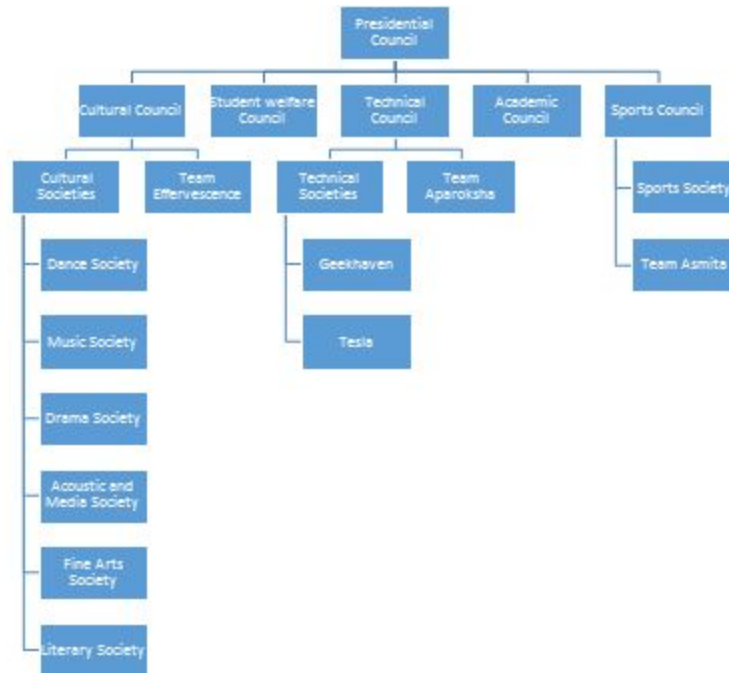 Presidential
Council
Cultural Council
Student welfare
Council
Technical
Council
Academic
Council
Sports Council
Cultural
Societies
Team
Effervescence
Technical
Societies
Team
Aparoksha
Sports Society
Dance Society
Geekhaven
Team Asmita
Music Society
Tesla
Drama Society
Acoustic and
Media Society
Fine Arts
Society
Literary Society